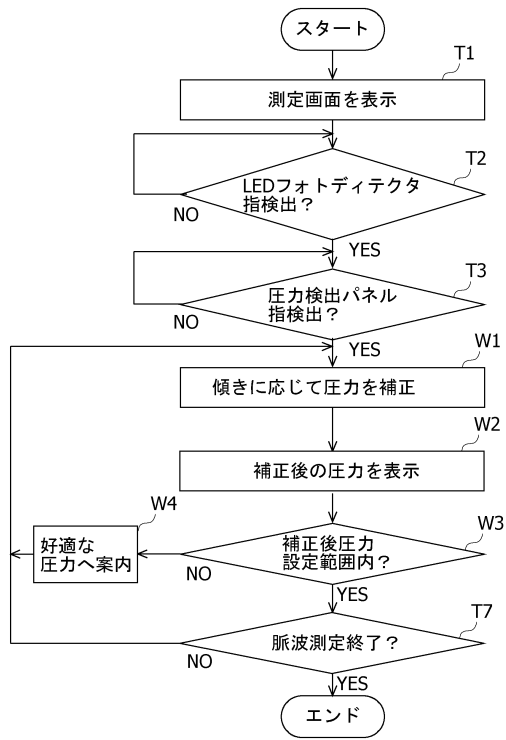 スタート
T1
測定画面を表示
T2
LEDフォトディテクタ
指検出?
NO
YES
T3
圧力検出パネル
指検出?
NO
YES
W1
傾きに応じて圧力を補正
W2
補正後の圧力を表示
W4
好適な
圧力へ案内
W3
補正後圧力
設定範囲内?
NO
YES
T7
脈波測定終了?
NO
YES
エンド